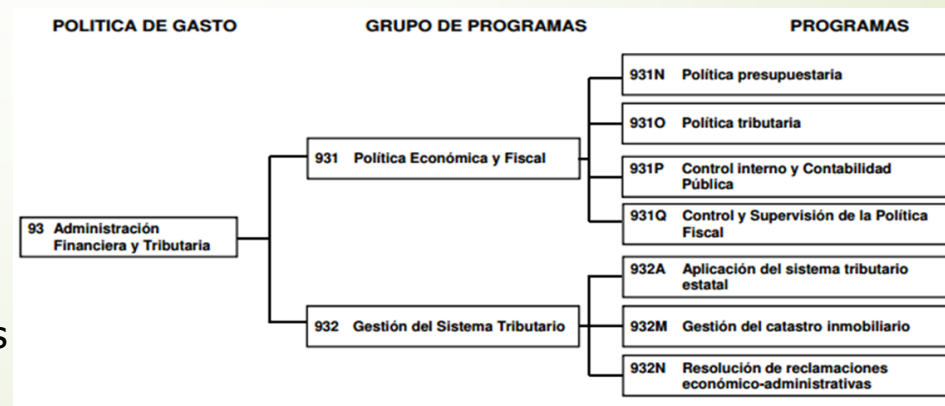 POLITICA DE GASTO
GRUPO DE PROGRAMAS
PROGRAMAS
93 Administración
Financiera y Tributaria
931 Política Económica y Fiscal
931N Política presupuestaria
931O Política tributaria
931P Control interno y Contabilidad
Pública
931Q Control y Supervisión de la Política
Fiscal
932 Gestión del Sistema Tributario
932A Aplicación del sistema tributario
estatal
932M Gestión del catastro inmobiliario
932N Resolución de reclamaciones
económico-administrativas
s